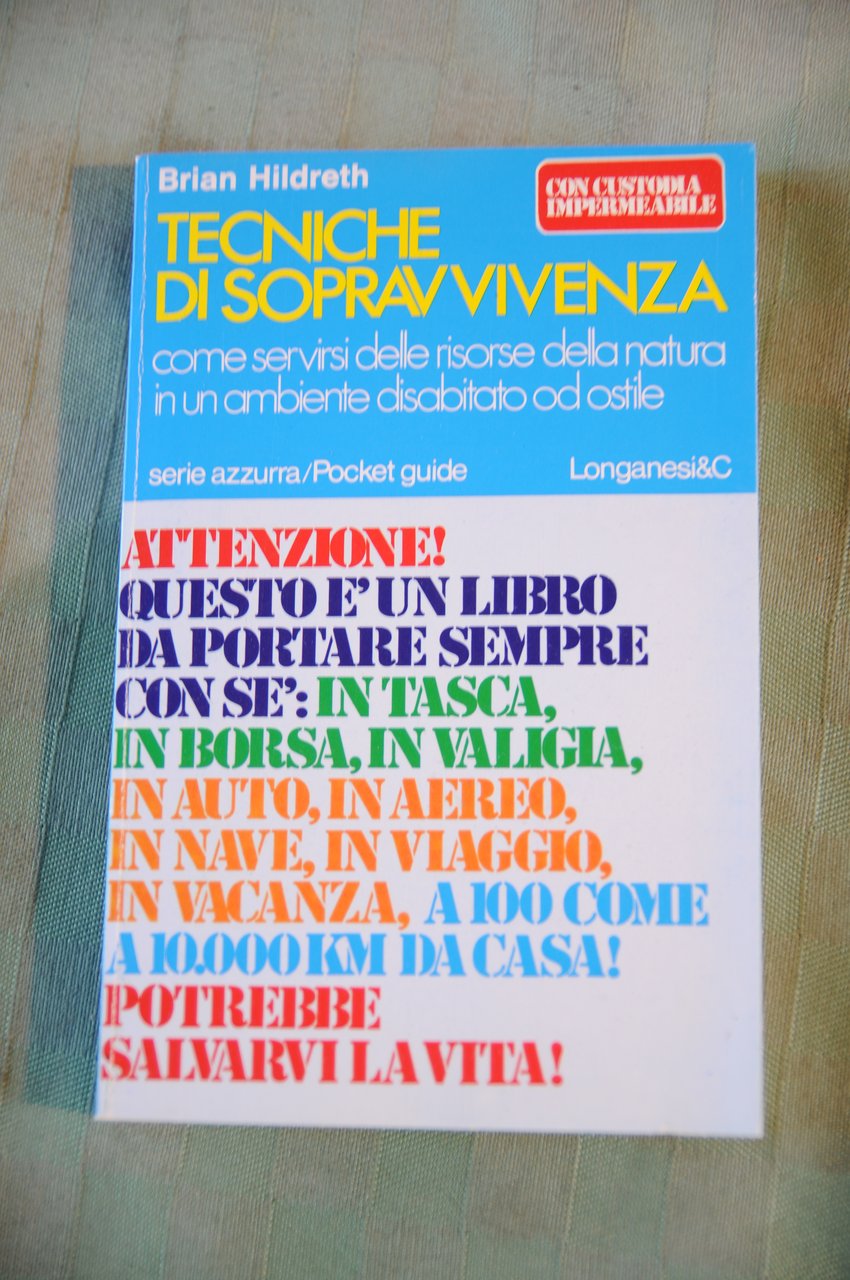 Brian Hildreth
CON CUSTODIA
IMPERMEABILE
TECNICHE
DI SOPRAVVIVENZA
come servirsi delle risorse della natura
in un ambiente disabitato od ostile
serie azzurra/Pocket guide
Longanesi&C
ATTENZIONE!
QUESTO E' UN LIBRO
DA PORTARE SEMPRE
CON SE': IN TASCA,
IN BORSA, IN VALIGIA,
IN AUTO, IN AEREO,
IN NAVE, IN VIAGGIO,
IN VACANZA, A 100 COME
A 10.000 KM DA CASA!
POTREBBE
SALVARVI LA VITA!